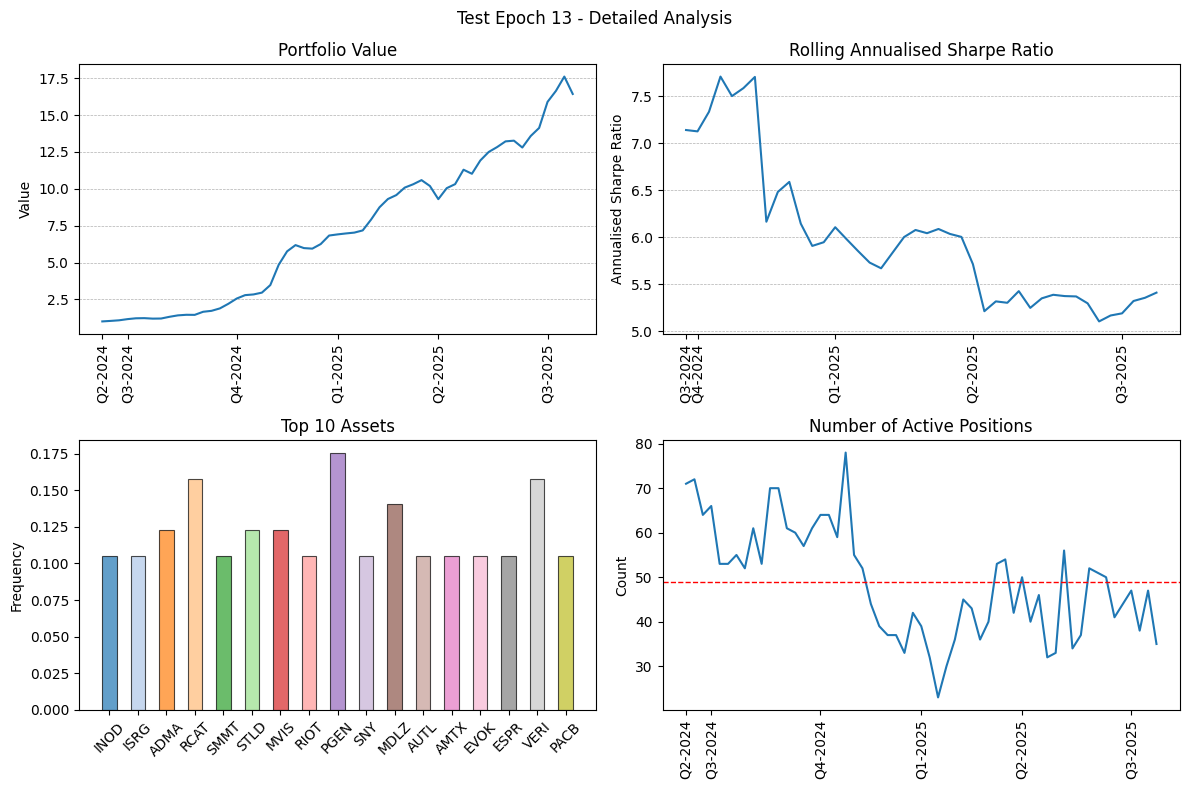 Test Epoch 13 - Detailed Analysis
Portfolio Value
Value
17.5
15.0
12.5
10.0
7.5
5.0
2.5
Q2-2024
Q3-2024
Q4-2024
Q1-2025
Q2-2025
Q3-2025
Rolling Annualised Sharpe Ratio
Annualised Sharpe Ratio
7.5
7.0
6.5
6.0
5.5
5.0
Q3-2024
Q4-2024
Q1-2025
Q2-2025
Q3-2025
Top 10 Assets
Frequency
0.175
0.150
0.125
0.100
0.075
0.050
0.025
0.000
INOD
ISRG
ADMA
RCAT
SMMT
STLD
MVIS
RIOT
PGEN
SNY
MDLZ
AUTL
AMTX
EVOK
ESPR
VERI
PACB
Number of Active Positions
Count
80
70
60
50
40
30
Q2-2024
Q3-2024
Q4-2024
Q1-2025
Q2-2025
Q3-2025